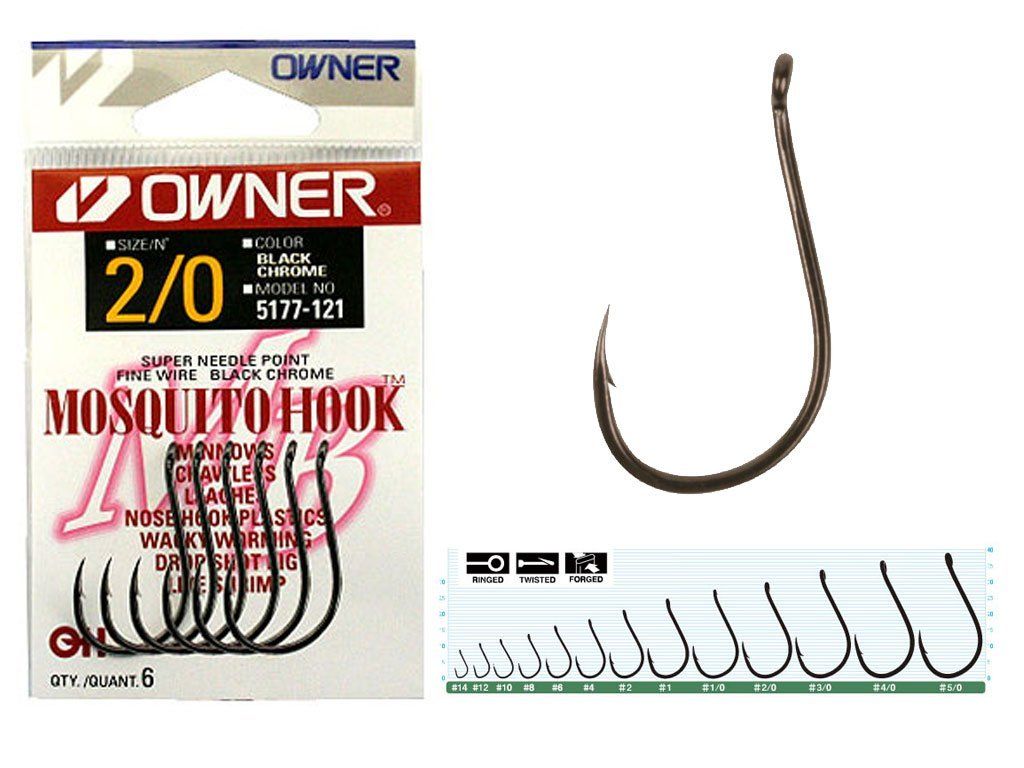 OWNER
OWNER®
SIZE/N° COLOR
2/0 BLACK CHROME
MODEL NO
5177-121
SUPER NEEDLE POINT
FINE WIRE BLACK CHROME
MOSQUITO HOOK™
MINNOWS
CRAWLERS
LEACHES
NOSE HOOK PLASTICS
WACKY WORMING
DROP SHOT RIG
LIVE SHRIMP
QTY./QUANT. 6
RINGED TWISTED FORGED
#14 #12 #10 #8 #6 #4 #2 #1 #1/0 #2/0 #3/0 #4/0 #5/0